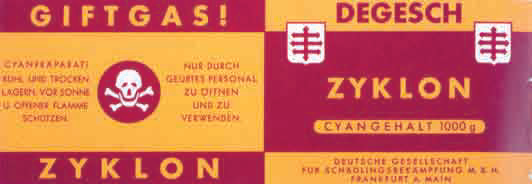 GIFTGAS!
CYANPRÄPARAT!
KÜHL UND TROCKEN
LAGERN. VOR SONNE
U. OFFENER FLAMME
SCHÜTZEN.
NUR DURCH
GEÜBTES PERSONAL
ZU ÖFFNEN
UND ZU
VERWENDEN.
ZYKLON
DEGESCH
ZYKLON
CYANGEHALT 1000g
DEUTSCHE GESELLSCHAFT
FÜR SCHÄDLINGSBEKÄMPFUNG M. B. H.
FRANKFURT A. MAIN